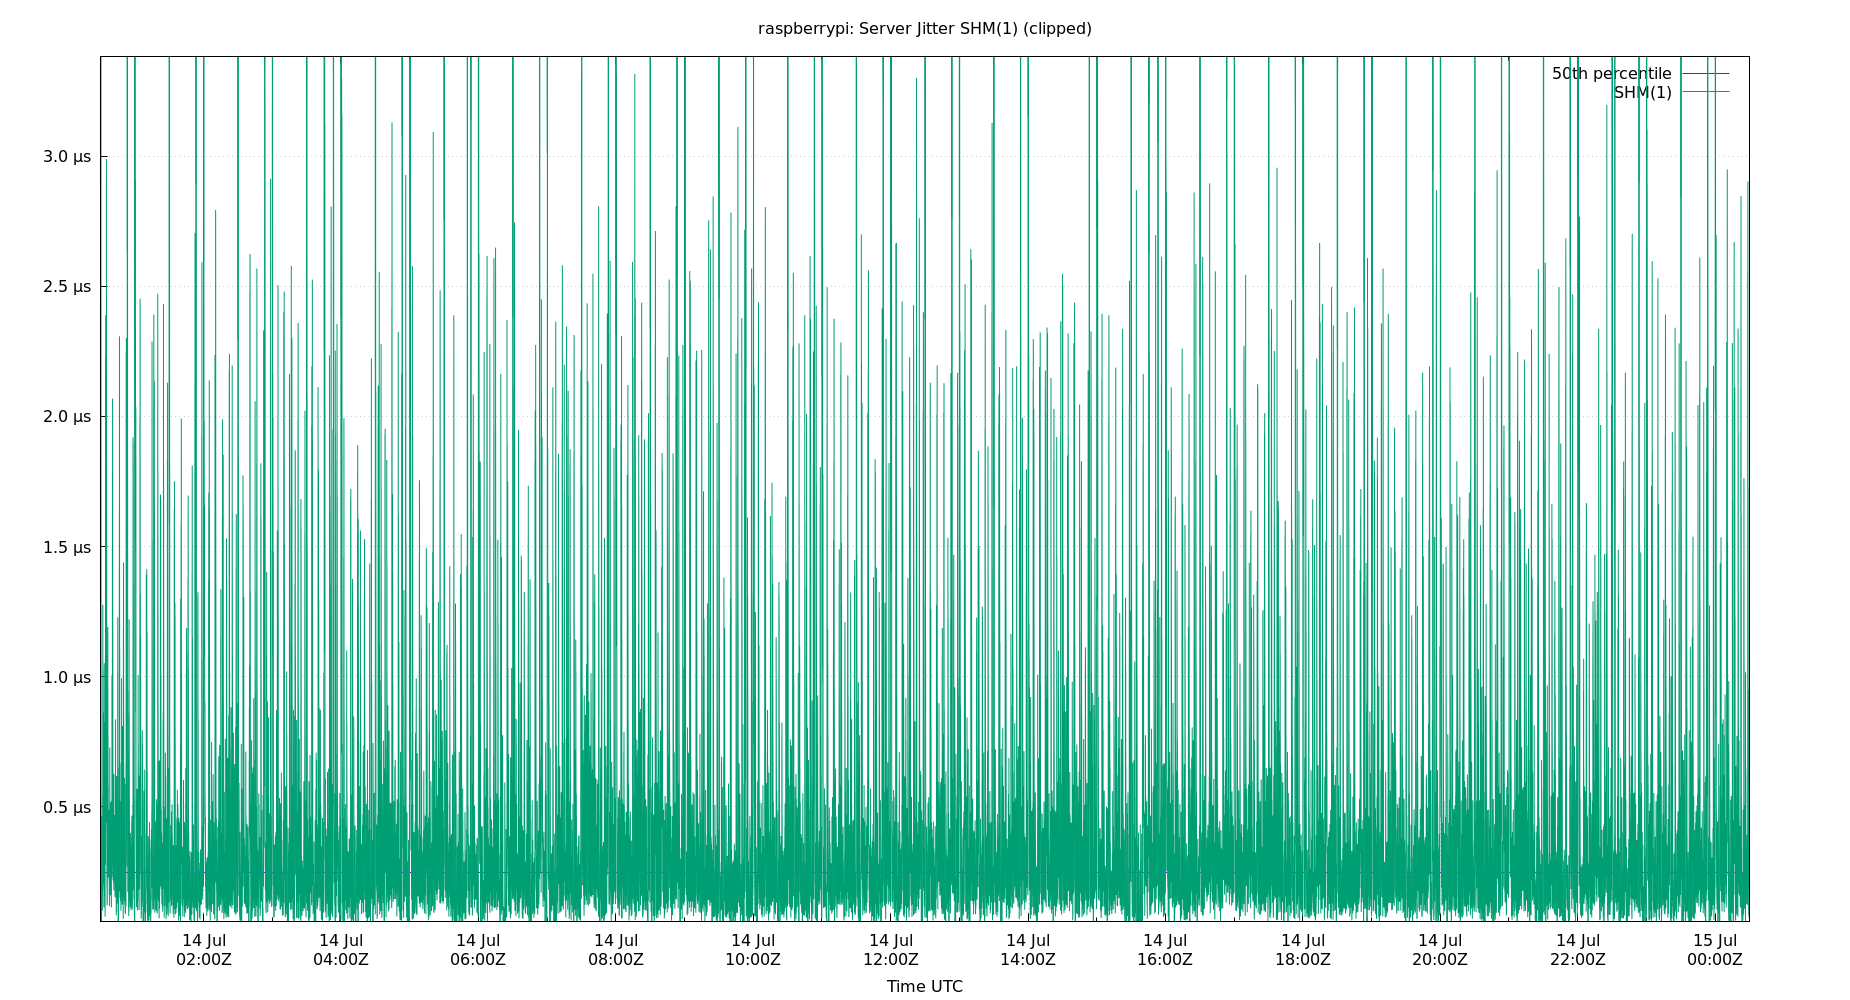 raspberrypi: Server Jitter SHM(1) (clipped)
50th percentile
SHM(1)
3.0 µs
2.5 µs
2.0 µs
1.5 µs
1.0 µs
0.5 µs
14 Jul 14 Jul 14 Jul 14 Jul 14 Jul 14 Jul 14 Jul 14 Jul 14 Jul 14 Jul 14 Jul 15 Jul
02:00Z 04:00Z 06:00Z 08:00Z 10:00Z 12:00Z 14:00Z 16:00Z 18:00Z 20:00Z 22:00Z 00:00Z
Time UTC